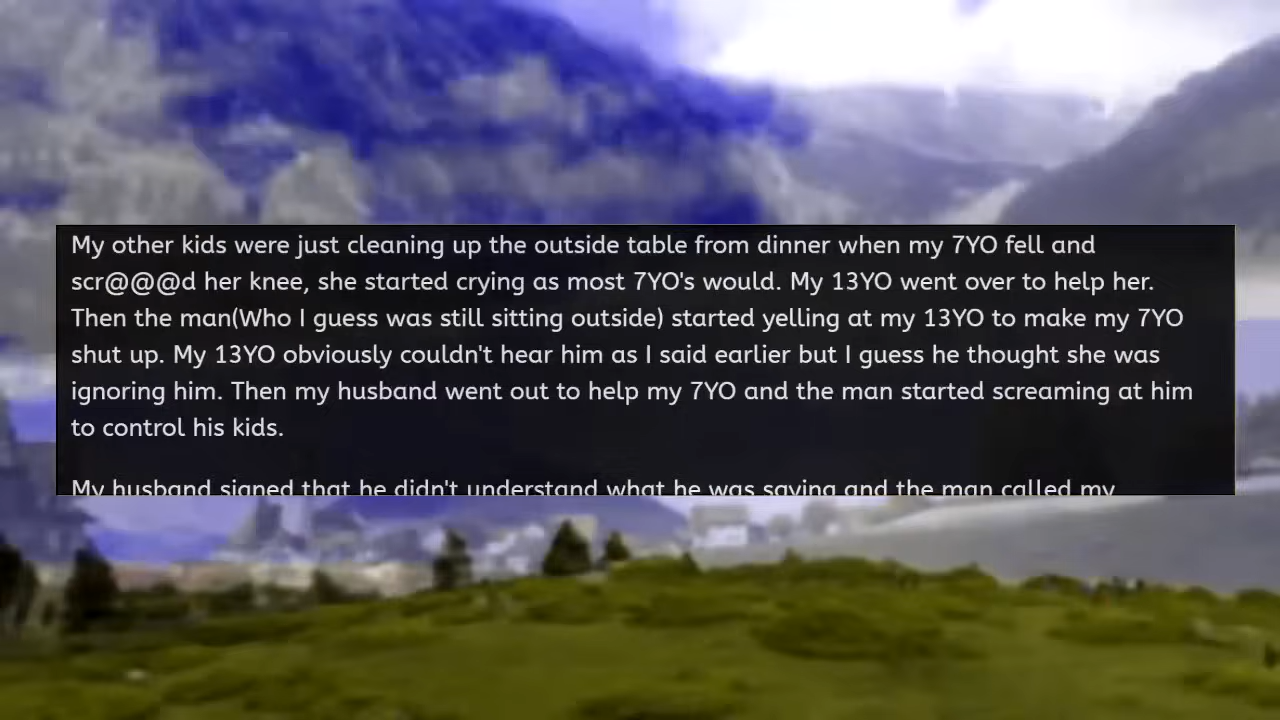 My other kids were just cleaning up the outside table from dinner when my 7YO fell and
scr@@@d her knee, she started crying as most 7YO's would. My 13YO went over to help her.
Then the man(Who I guess was still sitting outside) started yelling at my 13YO to make my 7YO
shut up. My 13YO obviously couldn't hear him as I said earlier but I guess he thought she was
ignoring him. Then my husband went out to help my 7YO and the man started screaming at him
to control his kids.
My husband signed that he didn't understand what he was saying and the man called my